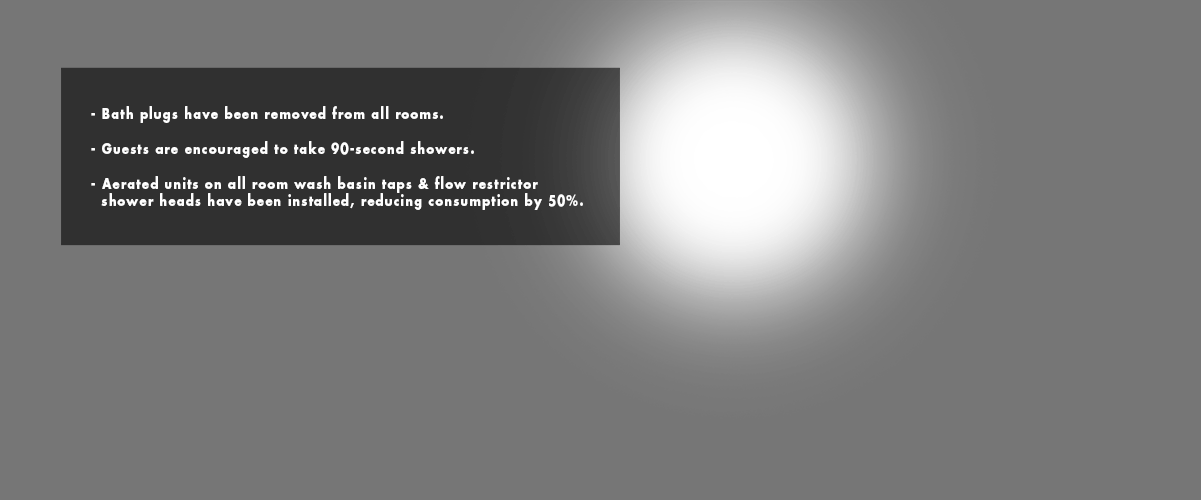 - Bath plugs have been removed from all rooms.
- Guests are encouraged to take 90-second showers.
- Aerated units on all room wash basin taps & flow restrictor
shower heads have been installed, reducing consumption by 50%.